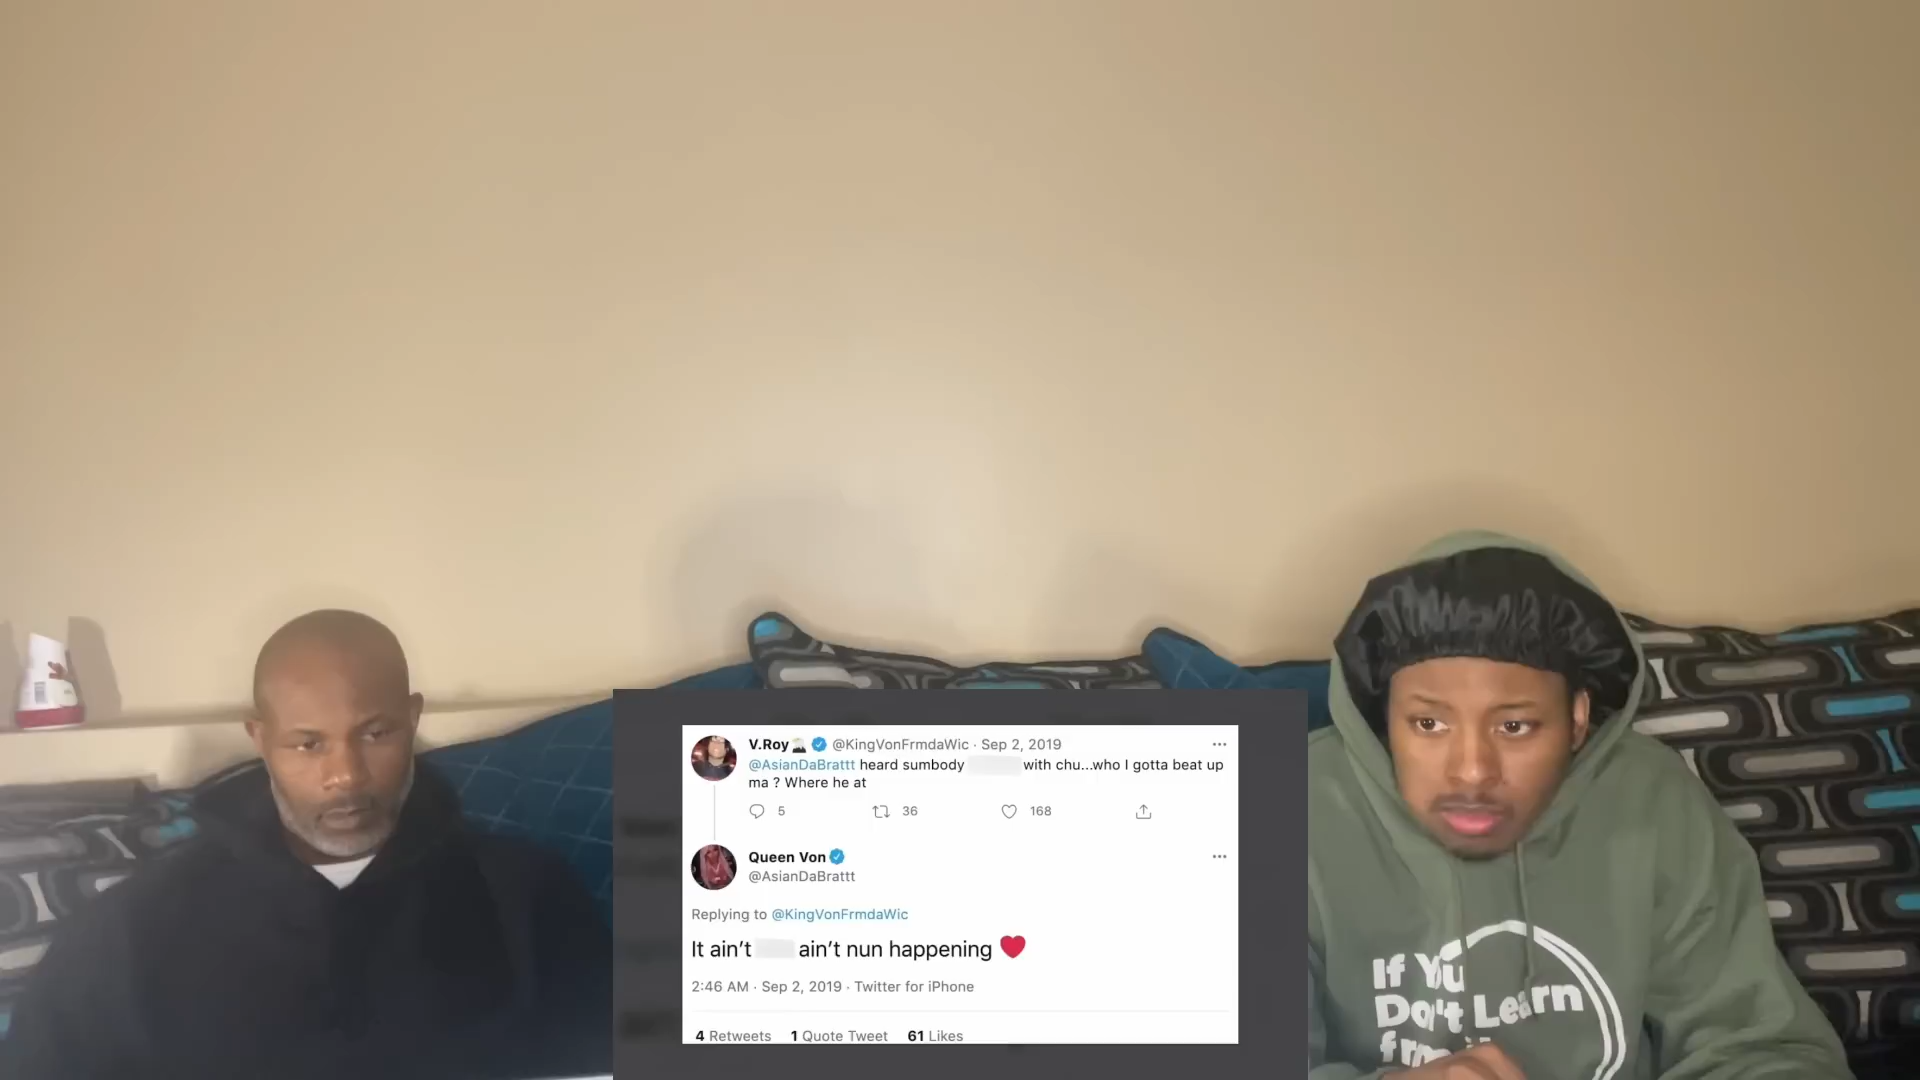 V.Roy @KingVonFrmdaWic · Sep 2, 2019
@AsianDaBrattt heard sumbody with chu...who I gotta beat up
ma ? Where he at
5 36 168
Queen Von
@AsianDaBrattt
Replying to @KingVonFrmdaWic
It ain't ain't nun happening ❤️
2:46 AM · Sep 2, 2019 · Twitter for iPhone
4 Retweets 1 Quote Tweet 61 Likes
If You
Don't Learn